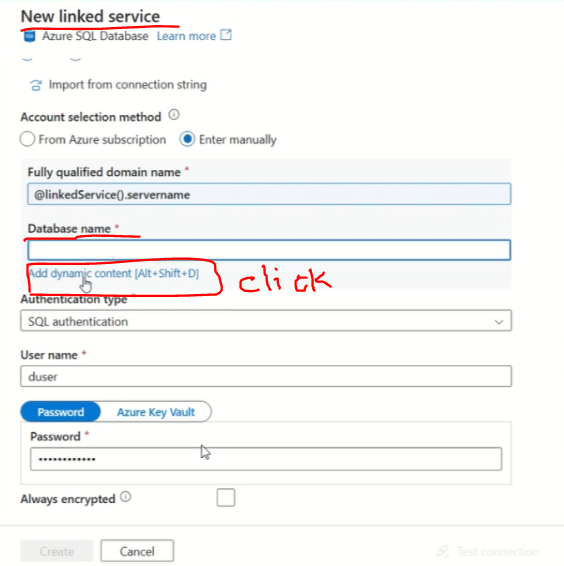 New linked service
Azure SQL Database Learn more
Import from connection string
Account selection method
From Azure subscription Enter manually
Fully qualified domain name *
@linkedService().servername
Database name *
Add dynamic content [Alt+Shift+D]
click
Authentication type *
SQL authentication
User name *
duser
Password Azure Key Vault
Password *
••••••••••••
Always encrypted
Create Cancel Test connection